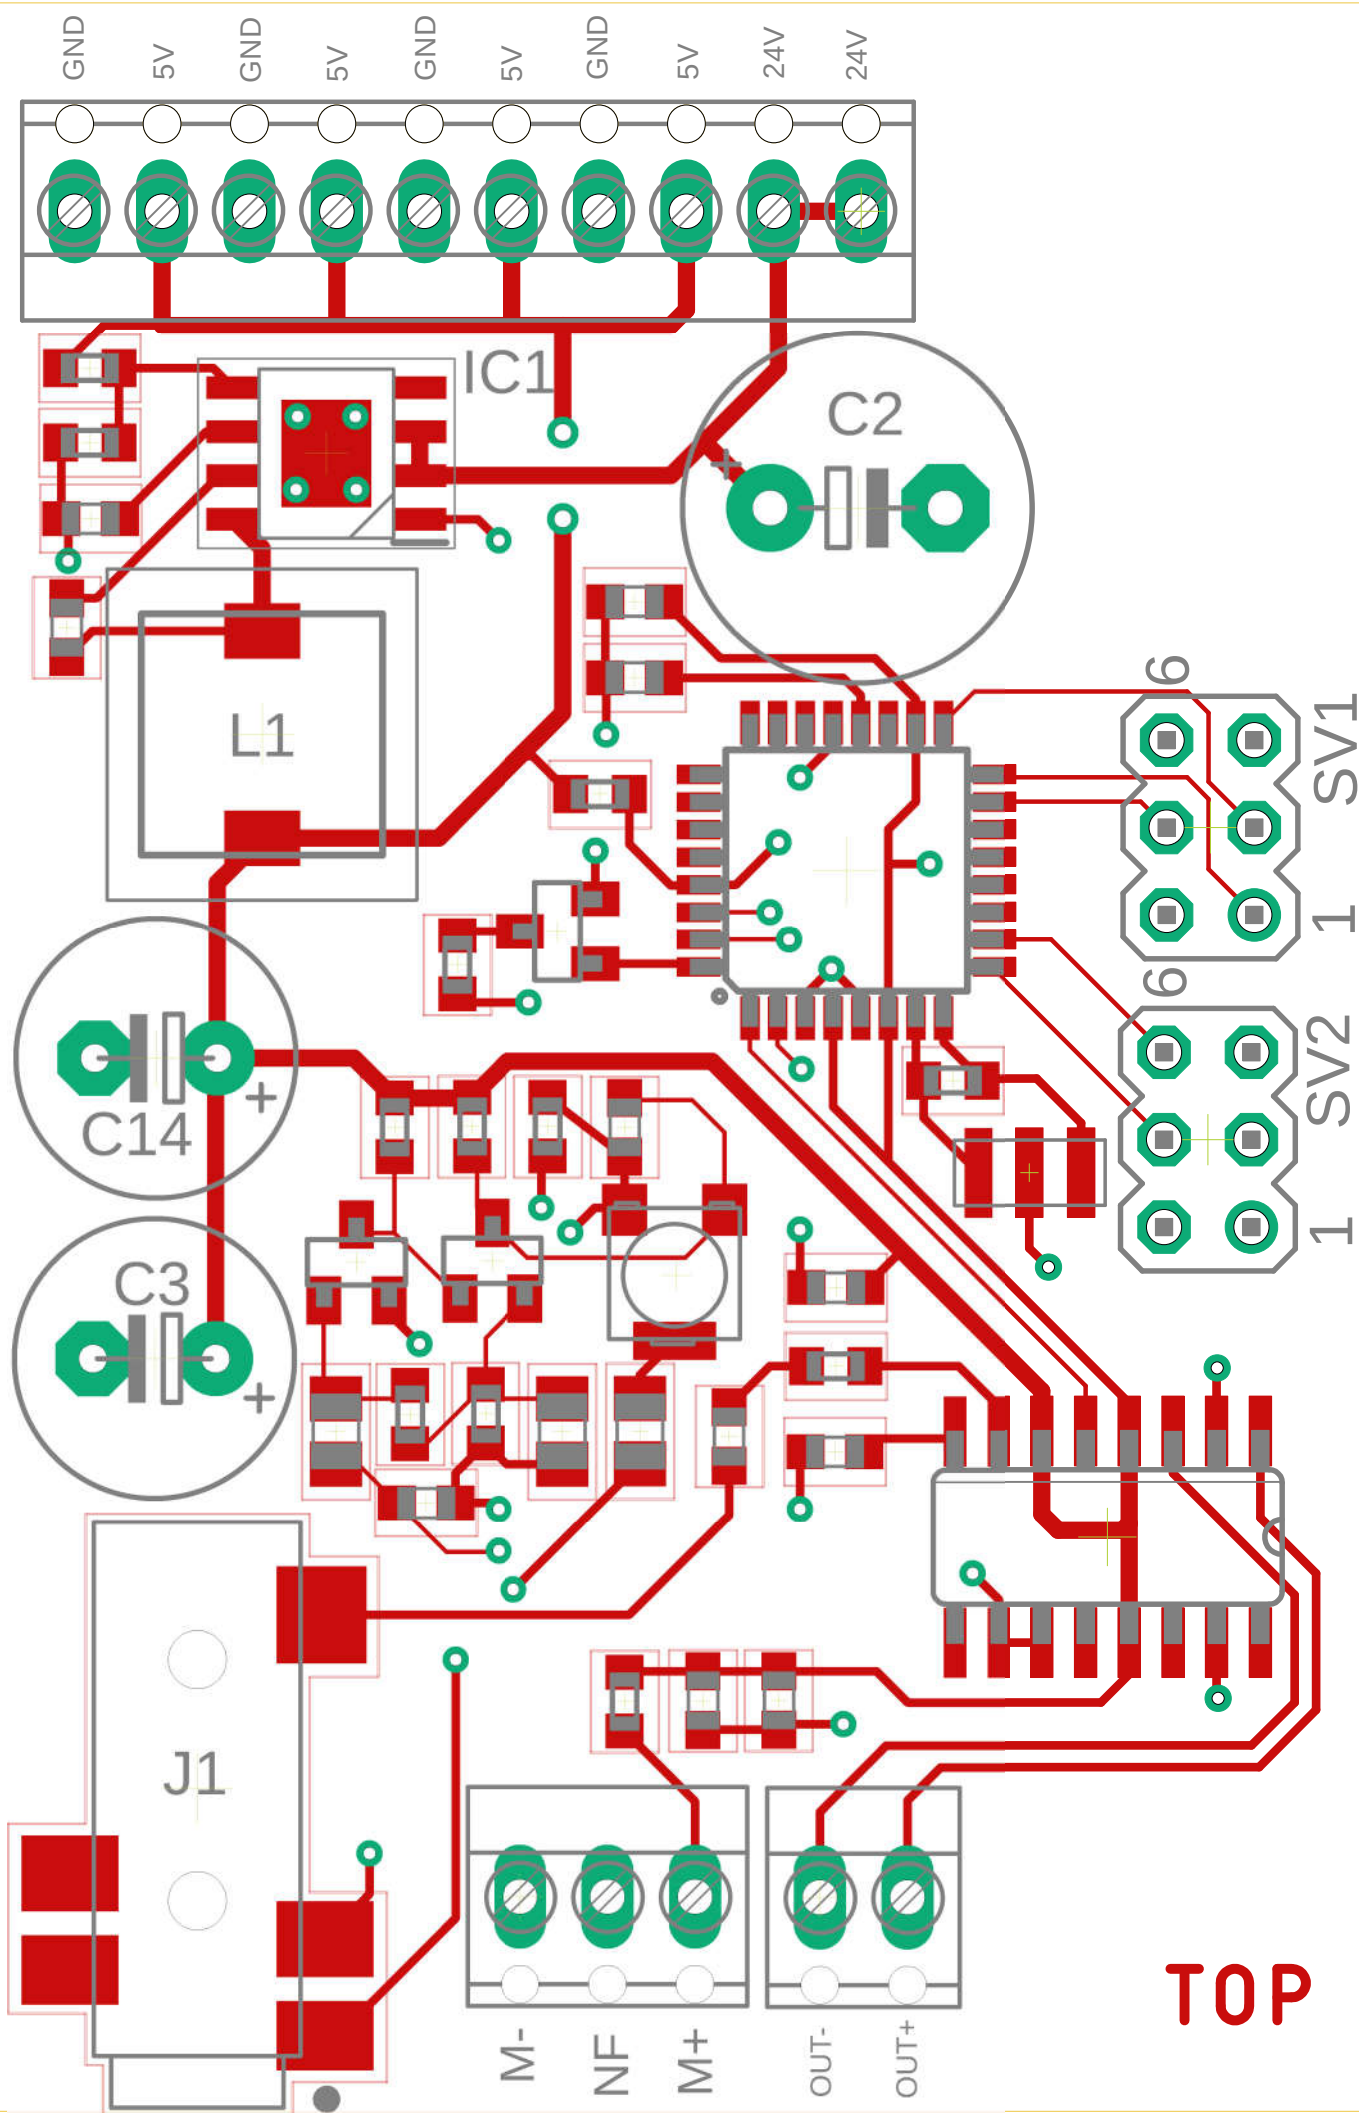 GND
5V
GND
5V
GND
5V
GND
5V
24V
24V
IC1
C2
L1
6
SV1
1
6
SV2
1
C14
+
C3
+
+
J1
M-
NF
M+
OUT-
OUT+
TOP